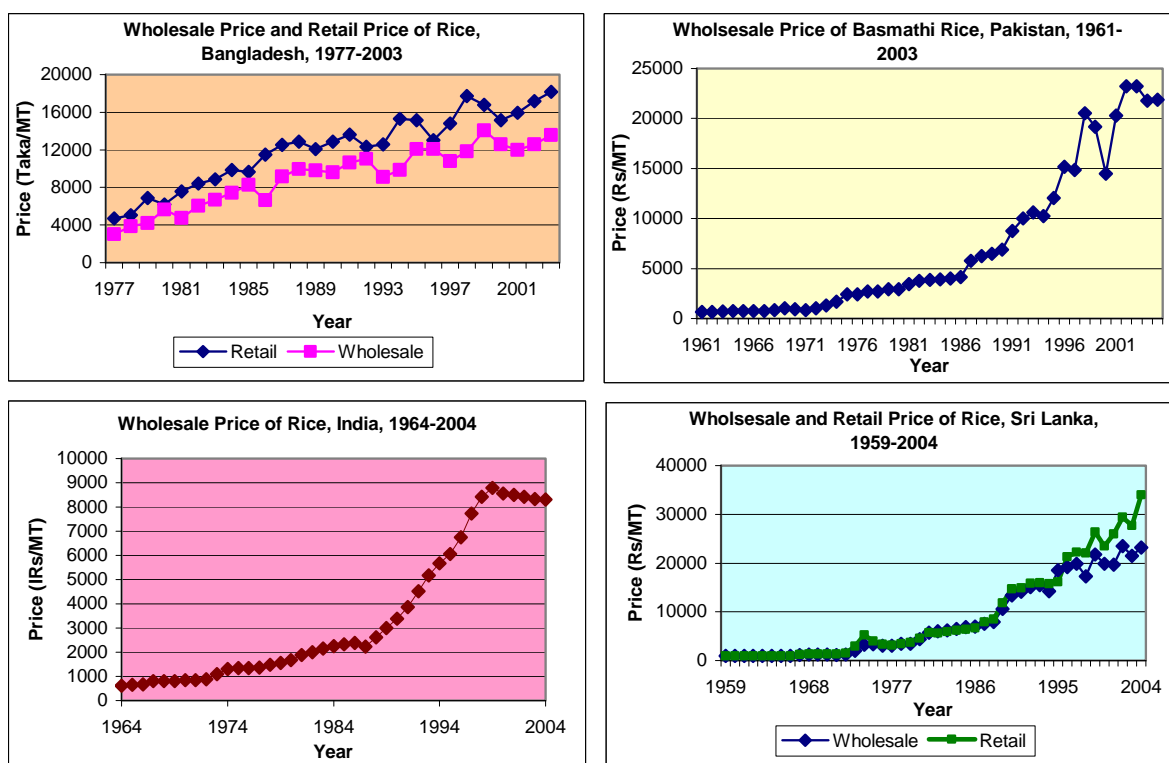 Wholesale Price and Retail Price of Rice,
Bangladesh, 1977-2003
20000
16000
12000
8000
4000
0
Price (Taka/MT)
1977 1981 1985 1989 1993 1997 2001
Year
Retail Wholesale
Wholsesale Price of Basmathi Rice, Pakistan, 1961-
2003
25000
20000
15000
10000
5000
0
Price (Rs/MT)
1961 1966 1971 1976 1981 1986 1991 1996 2001
Year
Wholesale Price of Rice, India, 1964-2004
10000
9000
8000
7000
6000
5000
4000
3000
2000
1000
0
Price (IRs/MT)
1964 1974 1984 1994 2004
Year
Wholsesale and Retail Price of Rice, Sri Lanka,
1959-2004
40000
30000
20000
10000
0
Price (Rs/MT)
1959 1968 1977 1986 1995 2004
Year
Wholesale Retail